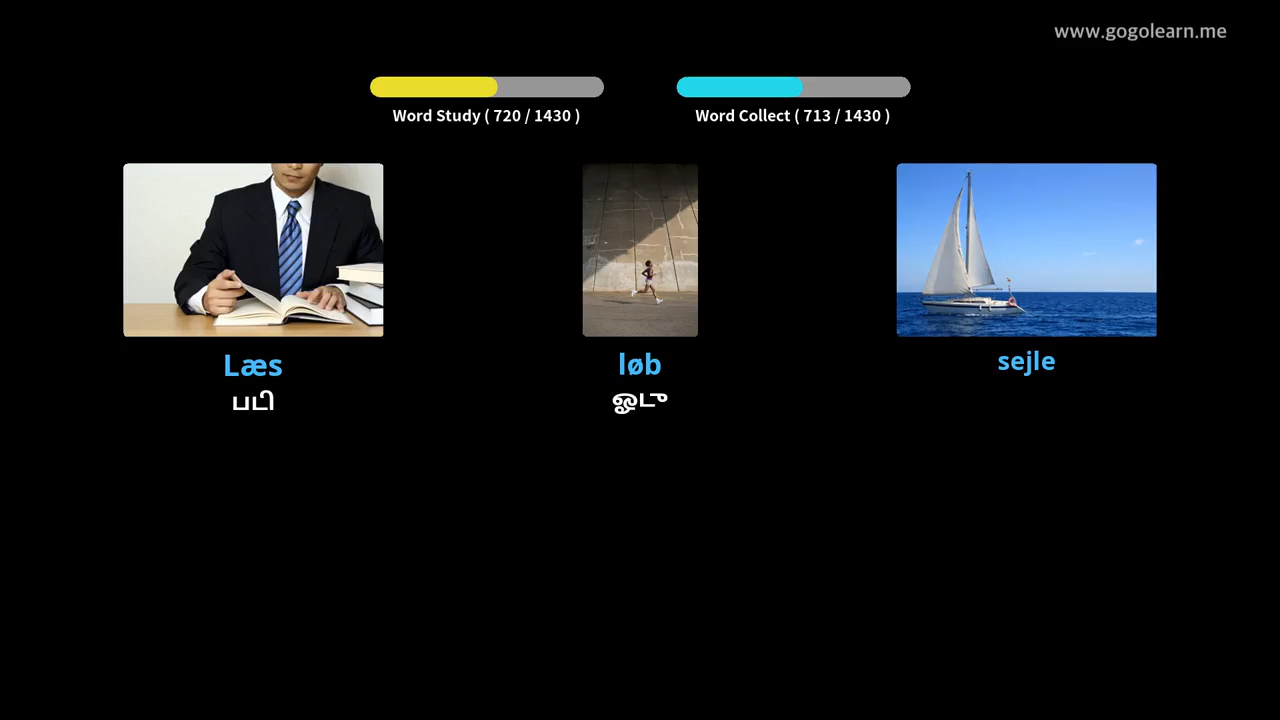 www.gogolearn.me
Word Study ( 720 / 1430 )
Word Collect ( 713 / 1430 )
Læs
løb
sejle
படி
ஓடு